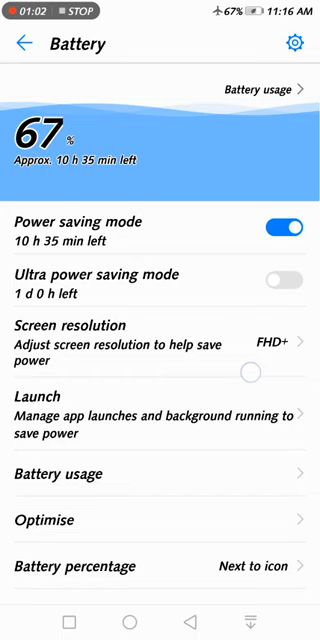 01:02 STOP 67% 11:16 AM
Battery
Battery usage
67%
Approx. 10 h 35 min left
Power saving mode
10 h 35 min left
Ultra power saving mode
1 d 0 h left
Screen resolution
Adjust screen resolution to help save
power
FHD+
Launch
Manage app launches and background running to
save power
Battery usage
Optimise
Battery percentage
Next to icon